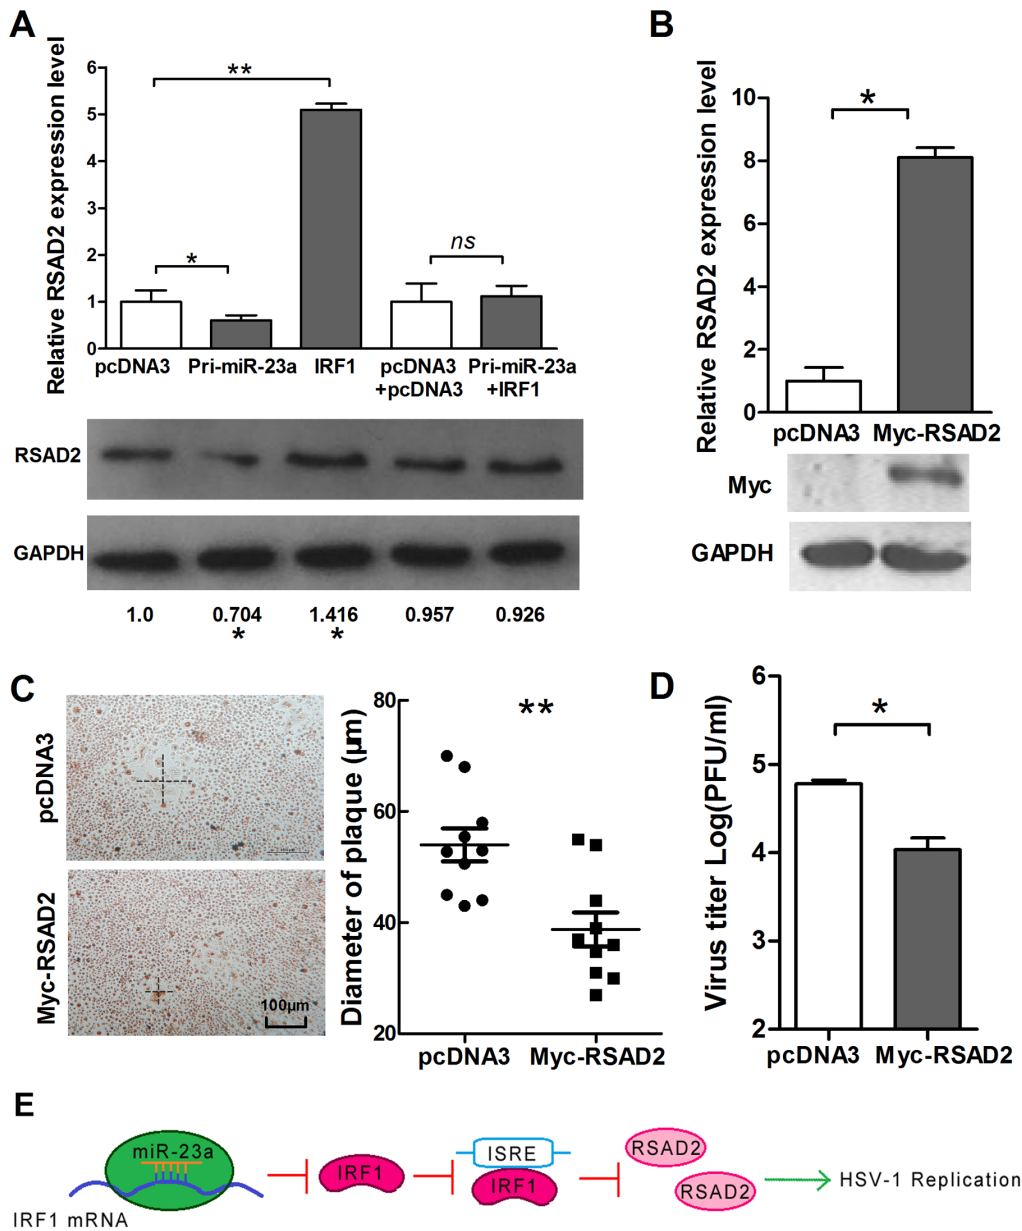 A
Relative RSAD2 expression level
6
5
4
3
2
1
0
**
*
ns
pcDNA3
Pri-miR-23a
IRF1
pcDNA3
+pcDNA3
Pri-miR-23a
+IRF1
RSAD2
GAPDH
1.0
0.704
1.416
0.957
0.926
*
*
B
Relative RSAD2 expression level
10
8
6
4
2
0
*
pcDNA3
Myc-RSAD2
Myc
GAPDH
C
pcDNA3
Myc-RSAD2
100μm
Diameter of plaque (μm)
80
60
40
20
**
pcDNA3
Myc-RSAD2
D
Virus titer Log(PFU/ml)
6
5
4
3
2
*
pcDNA3
Myc-RSAD2
E
miR-23a
IRF1 mRNA
IRF1
ISRE
IRF1
RSAD2
RSAD2
HSV-1 Replication